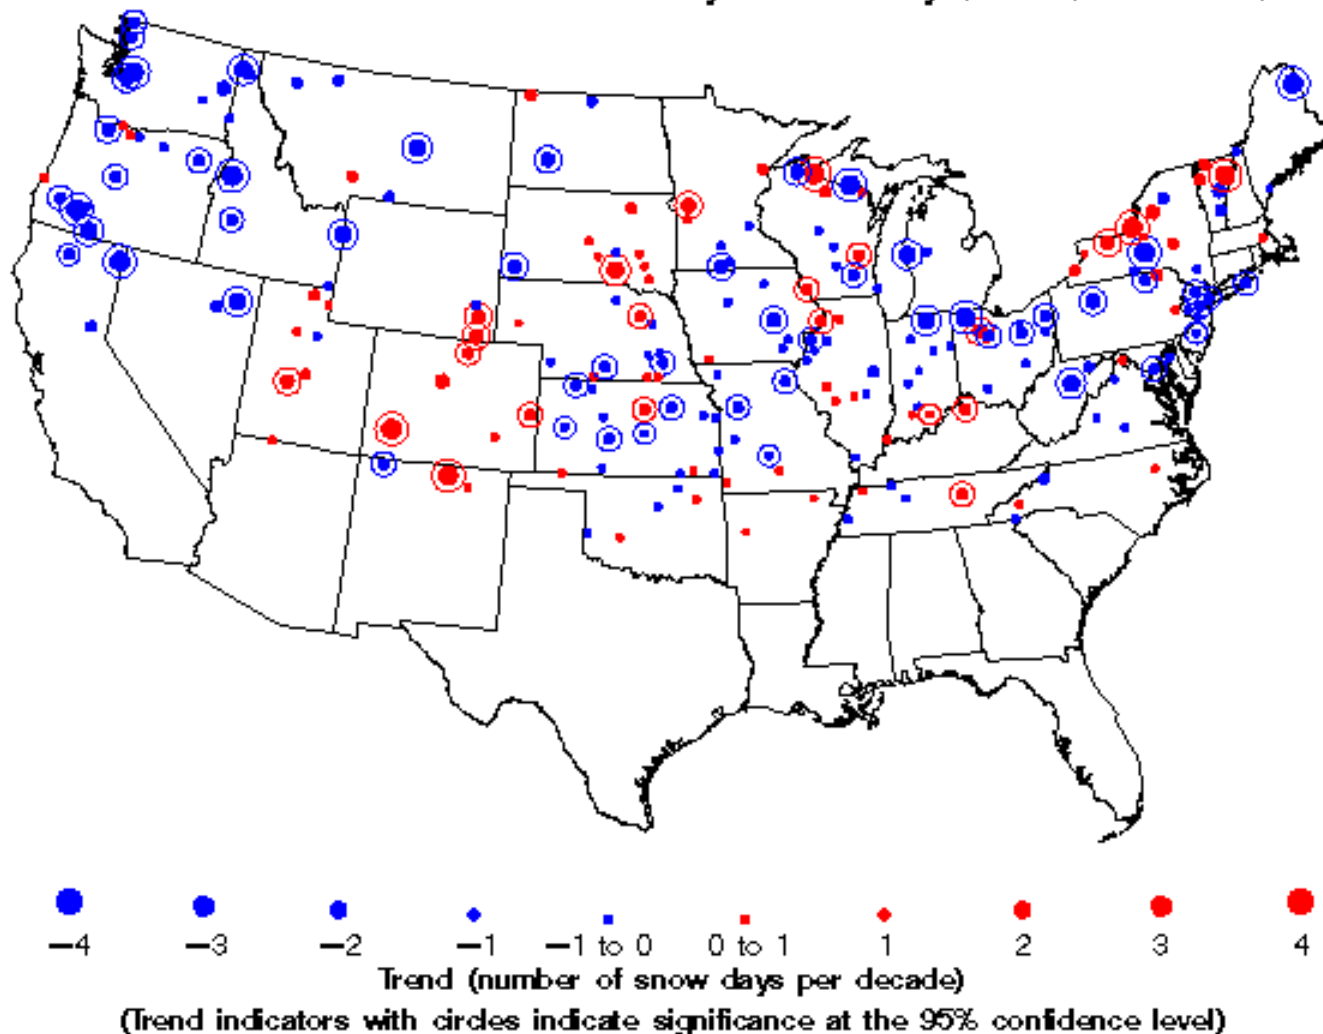 −4 −3 −2 −1 −1 to 0 0 to 1 1 2 3 4
Trend (number of snow days per decade)
(Trend indicators with circles indicate significance at the 95% confidence level)